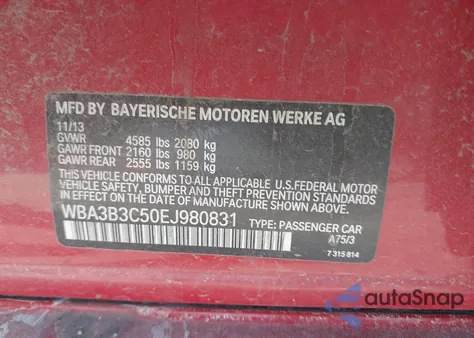 MFD BY BAYERISCHE MOTOREN WERKE AG
11/13
GVWR 4585 lbs 2080 kg
GAWR FRONT 2160 lbs 980 kg
GAWR REAR 2555 lbs 1159 kg
THIS VEHICLE CONFORMS TO ALL APPLICABLE U.S.FEDERAL MOTOR
VEHICLE SAFETY, BUMPER AND THEFT PREVENTION STANDARDS
IN EFFECT ON THE DATE OF MANUFACTURE SHOWN ABOVE.
WBA3B3C50EJ980831 TYPE: PASSENGER CAR
A75/3
7 315 814
autoSnap